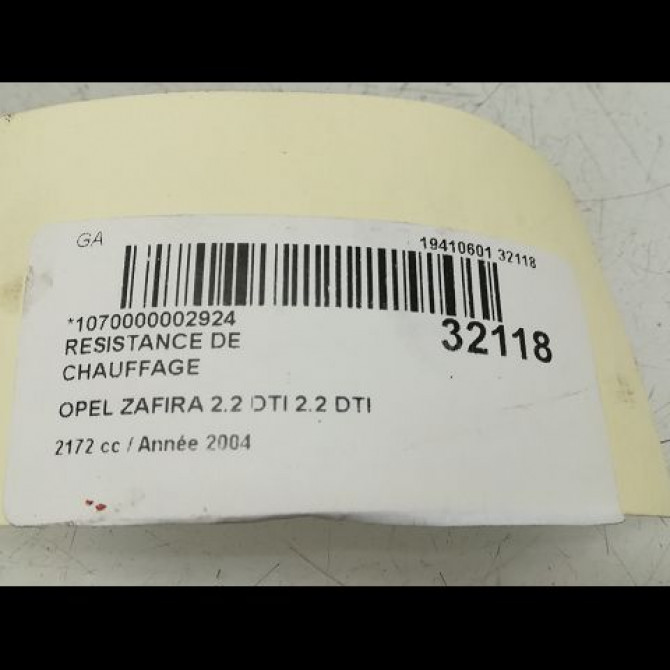 GA
19410601 32118
*1070000002924
32118
RESISTANCE DE
CHAUFFAGE
OPEL ZAFIRA 2.2 DTI 2.2 DTI
2172 cc / Année 2004